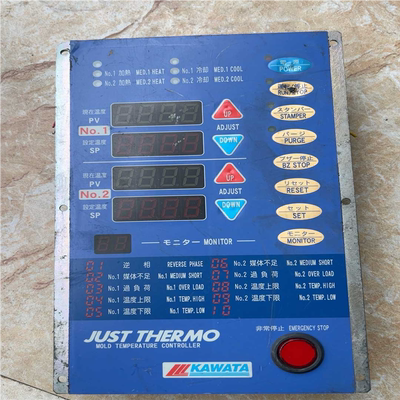 No.1 加熱 MED.1 HEAT
No.2 加熱 MED.2 HEAT
No.1 冷却 MED.1 COOL
No.2 冷却 MED.2 COOL
POWER
現在温度
PV
No.1
設定温度
SP
UP
ADJUST
DOWN
現在温度
PV
No.2
設定温度
SP
UP
ADJUST
DOWN
スタンパー
STAMPER
パージ
PURGE
ブザー停止
BZ STOP
リセット
RESET
セット
SET
モニター
MONITOR
モニター MONITOR
01 逆 相 REVERSE PHASE
02 No.1 媒体不足 No.1 MEDIUM SHORT
03 No.1 過負荷 No.1 OVER LOAD
04 No.1 温度上限 No.1 TEMP.HIGH
05 No.1 温度下限 No.1 TEMP.LOW
06 No.2 媒体不足 No.2 MEDIUM SHORT
07 No.2 過負荷 No.2 OVER LOAD
08 No.2 温度上限 No.2 TEMP.HIGH
09 No.2 温度下限 No.2 TEMP.LOW
10
JUST THERMO
MOLD TEMPERATURE CONTROLLER
KAWATA
非常停止 EMERGENCY STOP